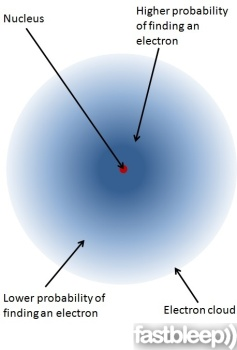 Higher probability
of finding an
electron
Nucleus
Lower probability of
finding an electron
Electron cloud
fastbleep))